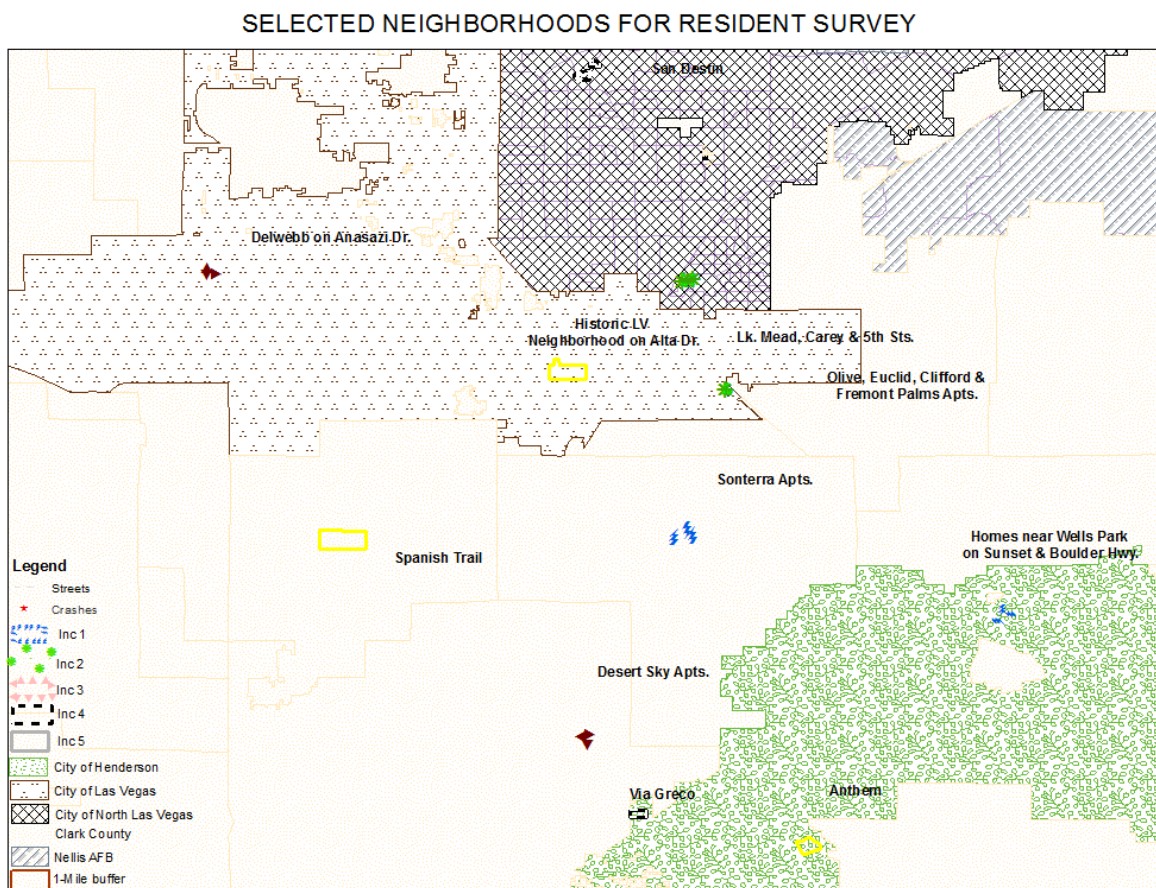 SELECTED NEIGHBORHOODS FOR RESIDENT SURVEY
San Destin
Delwebb on Anasazi Dr.
Historic LV
Neighborhood on Alta Dr.
Lk. Mead, Carey & 5th Sts.
Olive, Euclid, Clifford &
Fremont Palms Apts.
Sonterra Apts.
Spanish Trail
Homes near Wells Park
on Sunset & Boulder Hwy.
Desert Sky Apts.
Via Greco
Anthem
Legend
Streets
Crashes
Inc 1
Inc 2
Inc 3
Inc 4
Inc 5
City of Henderson
City of Las Vegas
City of North Las Vegas
Clark County
Nellis AFB
1-Mile buffer